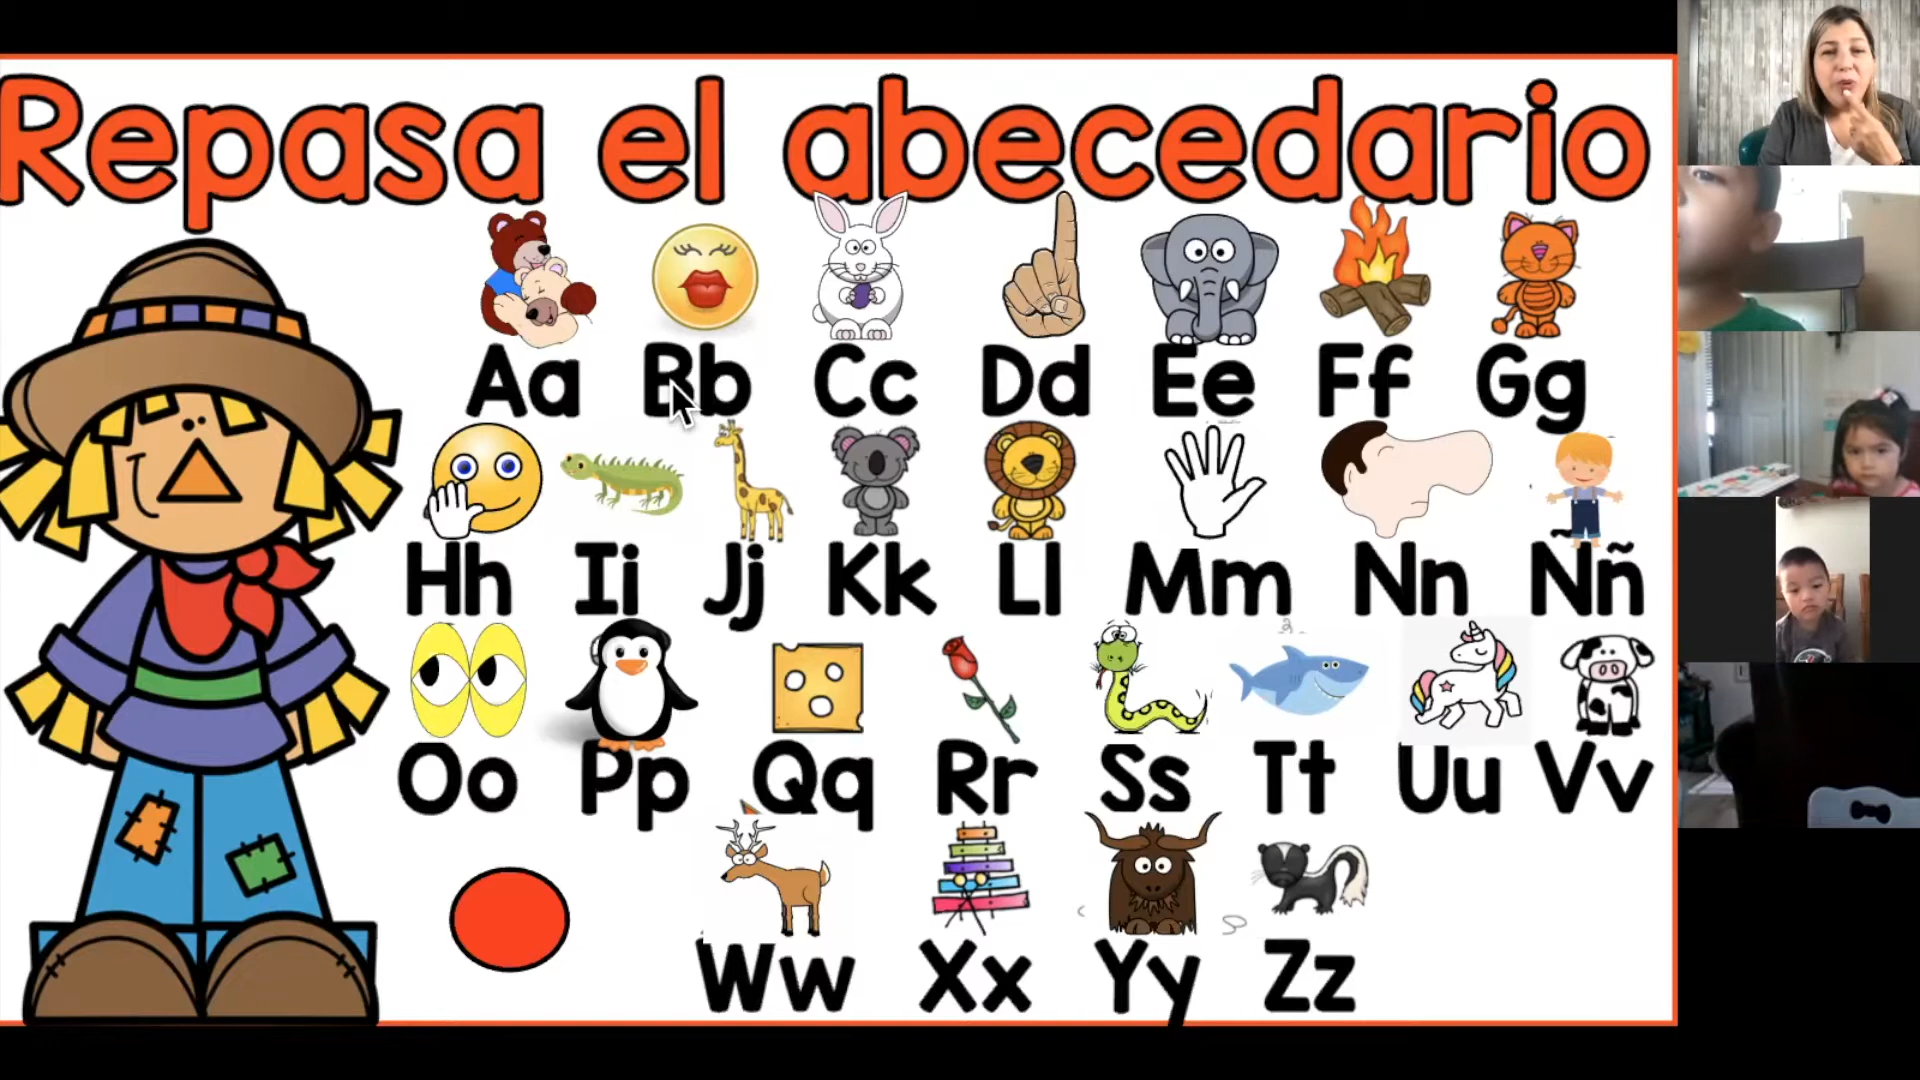 Repasa el abecedario
Aa Bb Cc Dd Ee Ff Gg
Hh Ii Jj Kk Ll Mm Nn Ññ
Oo Pp Qq Rr Ss Tt Uu Vv
Ww Xx Yy Zz